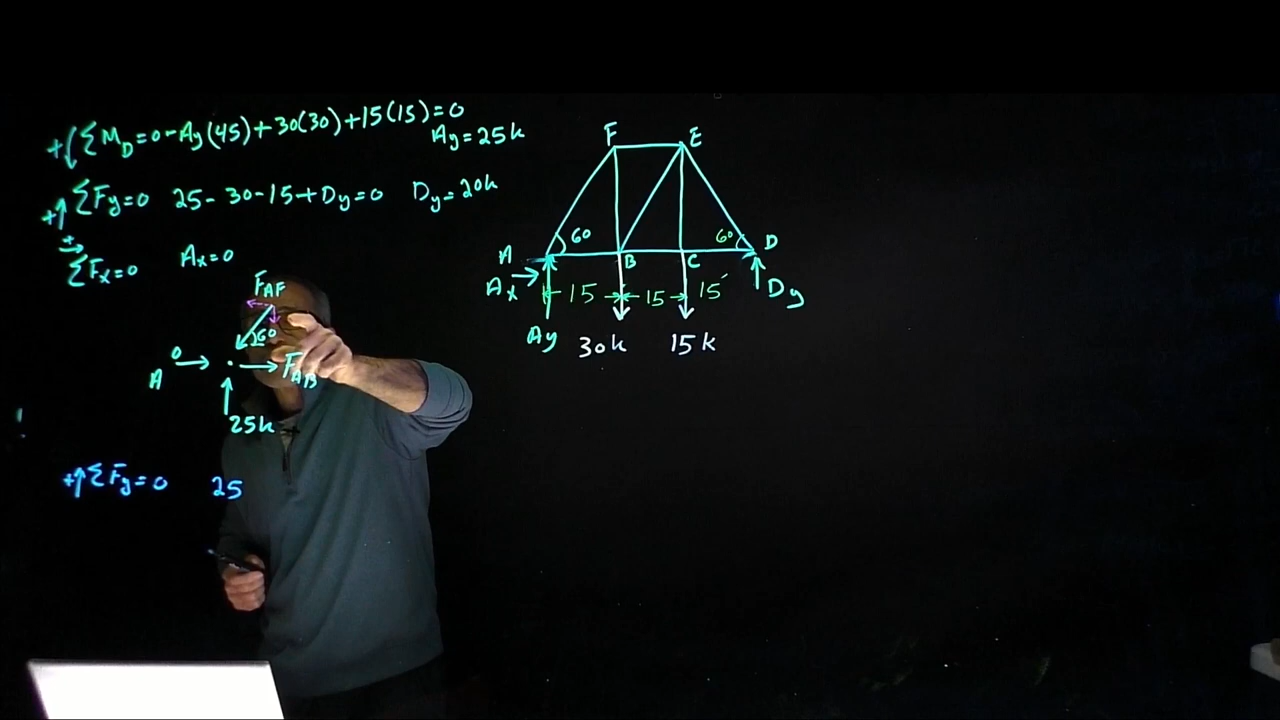 + ΣM_D=0 -Ay(45)+30(30)+15(15)=0
Ay=25k
+↑ ΣFy=0 25-30-15+Dy=0 Dy=20k
+→ ΣFx=0 Ax=0
F_AF
60
0
A
F_AB
25k
+↑ΣFy=0 25
F E
60 60
A B C D
Ax 15 15 15' Dy
Ay 30k 15k